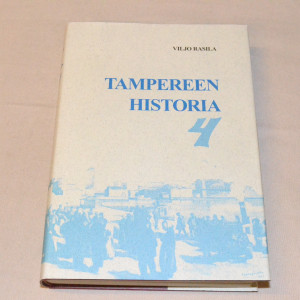 VILJO RASILA
TAMPEREEN
HISTORIA
4